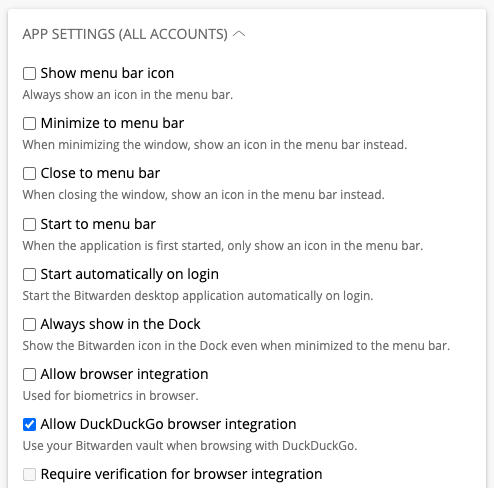 APP SETTINGS (ALL ACCOUNTS)
Show menu bar icon
Always show an icon in the menu bar.
Minimize to menu bar
When minimizing the window, show an icon in the menu bar instead.
Close to menu bar
When closing the window, show an icon in the menu bar instead.
Start to menu bar
When the application is first started, only show an icon in the menu bar.
Start automatically on login
Start the Bitwarden desktop application automatically on login.
Always show in the Dock
Show the Bitwarden icon in the Dock even when minimized to the menu bar.
Allow browser integration
Used for biometrics in browser.
Allow DuckDuckGo browser integration
Use your Bitwarden vault when browsing with DuckDuckGo.
Require verification for browser integration